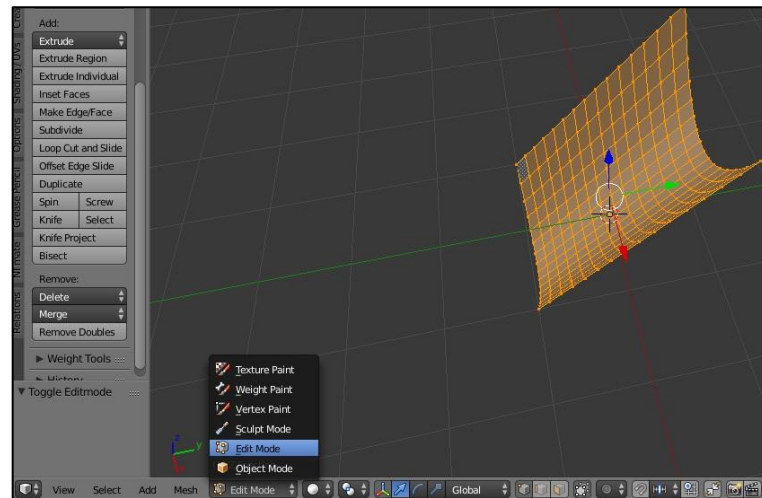 Add:
Extrude
Extrude Region
Extrude Individual
Inset Faces
Make Edge/Face
Subdivide
Loop Cut and Slide
Offset Edge Slide
Duplicate
Spin Screw
Knife Select
Knife Project
Bisect
Remove:
Delete
Merge
Remove Doubles
Weight Tools
History
Toggle Editmode
Shading / UVs
Options
Grease Pencil
Relations
z
y
Texture Paint
Weight Paint
Vertex Paint
Sculpt Mode
Edit Mode
Object Mode
View Select Add Mesh Edit Mode Global